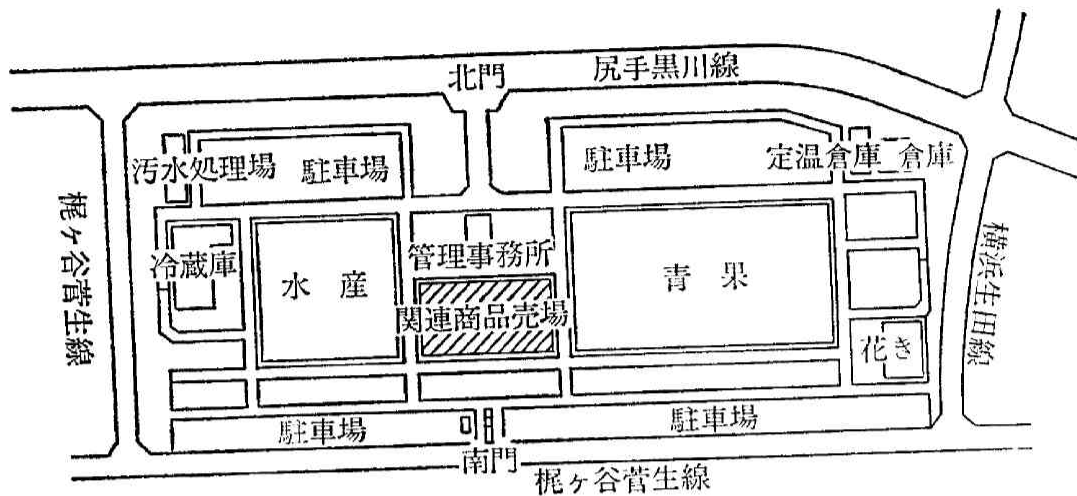 北門
尻手黒川線
汚水処理場
駐車場
駐車場
定温倉庫
倉庫
梶ヶ谷菅生線
冷蔵庫
水産
管理事務所
関連商品売場
青果
花き
横浜生田線
駐車場
駐車場
南門
梶ヶ谷菅生線